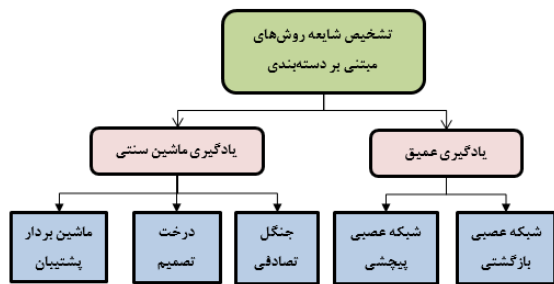 تشخیص شایعه روش‌های
مبتنی بر دسته‌بندی
یادگیری عمیق
یادگیری ماشین سنتی
شبکه عصبی
بازگشتی
شبکه عصبی
پیچشی
جنگل
تصادفی
درخت
تصمیم
ماشین بردار
پشتیبان